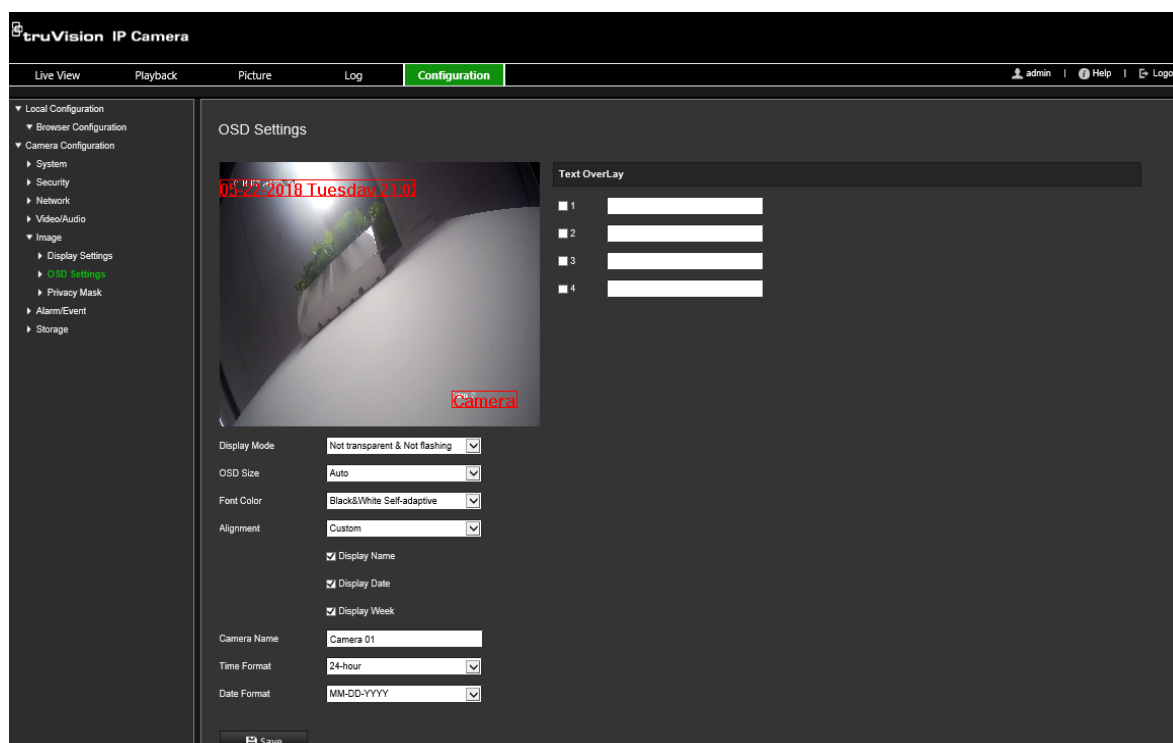 truVision IP Camera
Live View Playback Picture Log Configuration admin | Help | Logo
Local Configuration
Browser Configuration
Camera Configuration
System
Security
Network
Video/Audio
Image
Display Settings
OSD Settings
Privacy Mask
Alarm/Event
Storage
OSD Settings
2018 Tuesday
Camera
Text OverLay
1
2
3
4
Display Mode Not transparent & Not flashing
OSD Size Auto
Font Color Black&White Self-adaptive
Alignment Custom
Display Name
Display Date
Display Week
Camera Name Camera 01
Time Format 24-hour
Date Format MM-DD-YYYY
Save